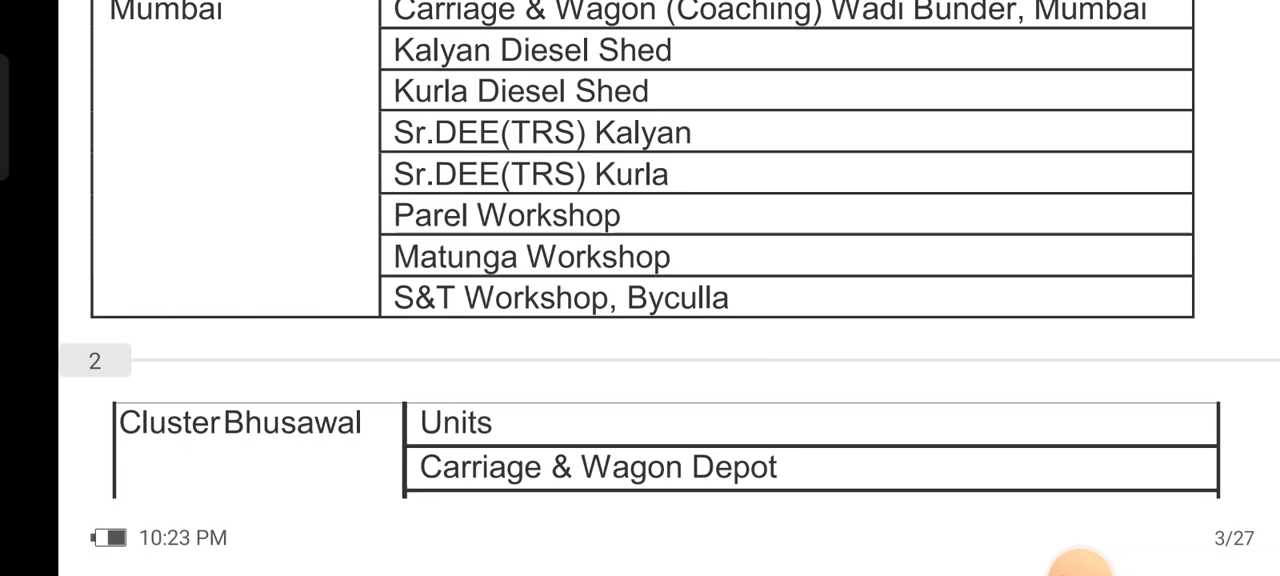 Mumbai
Carriage & Wagon (Coaching) Wadi Bunder, Mumbai
Kalyan Diesel Shed
Kurla Diesel Shed
Sr.DEE(TRS) Kalyan
Sr.DEE(TRS) Kurla
Parel Workshop
Matunga Workshop
S&T Workshop, Byculla
2
Cluster Bhusawal
Units
Carriage & Wagon Depot
10:23 PM
3/27